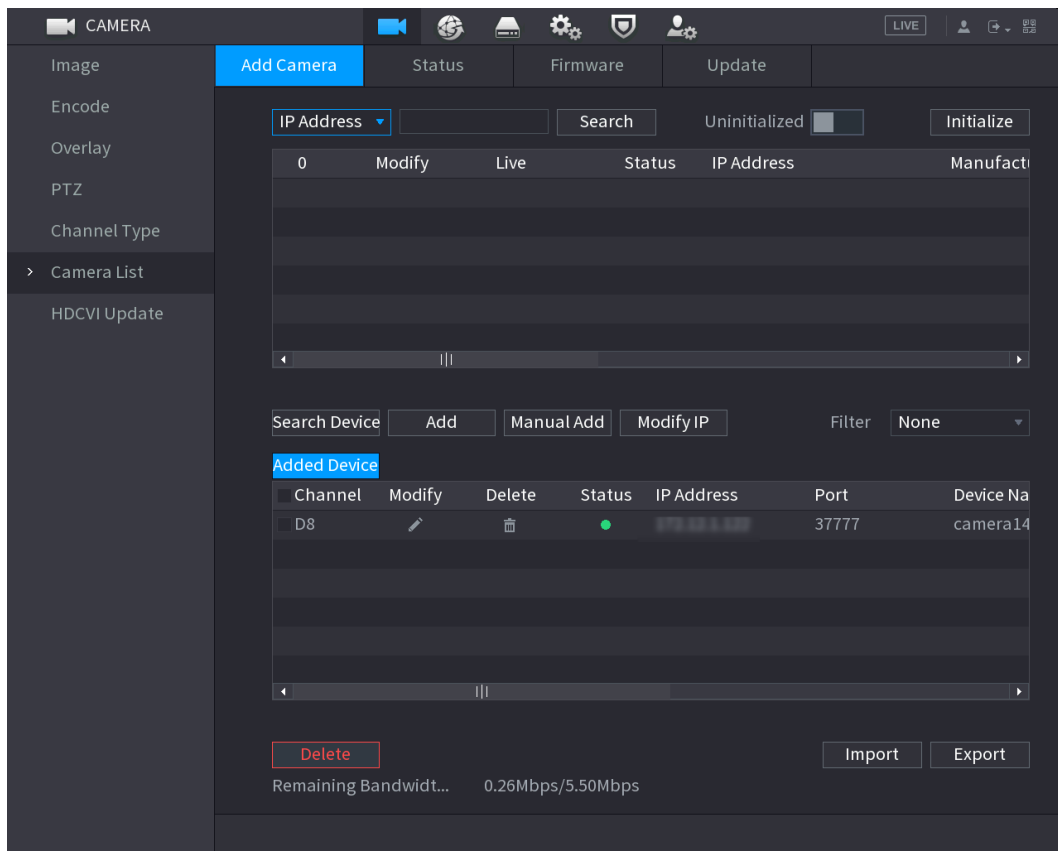 CAMERA
LIVE
Image
Encode
Overlay
PTZ
Channel Type
Camera List
HDCVI Update
Add Camera Status Firmware Update
IP Address Search Uninitialized Initialize
0 Modify Live Status IP Address Manufactu
Search Device Add Manual Add Modify IP Filter None
Added Device
Channel Modify Delete Status IP Address Port Device Na
D8 37777 camera14
Delete Import Export
Remaining Bandwidt... 0.26Mbps/5.50Mbps